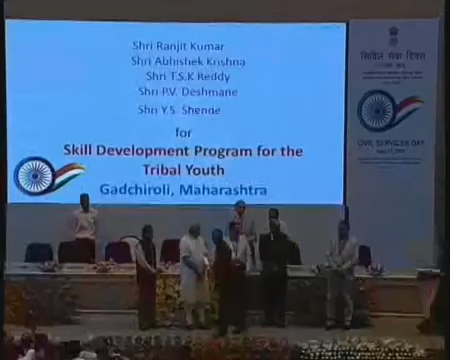 Shri Ranjit Kumar
Shri Abhishek Krishna
Shri T.S.K Reddy
Shri P.V. Deshmane
Shri Y.S. Shende
for
Skill Development Program for the
Tribal Youth
Gadchiroli, Maharashtra
सिविल सेवा दिवस
CIVIL SERVICES DAY